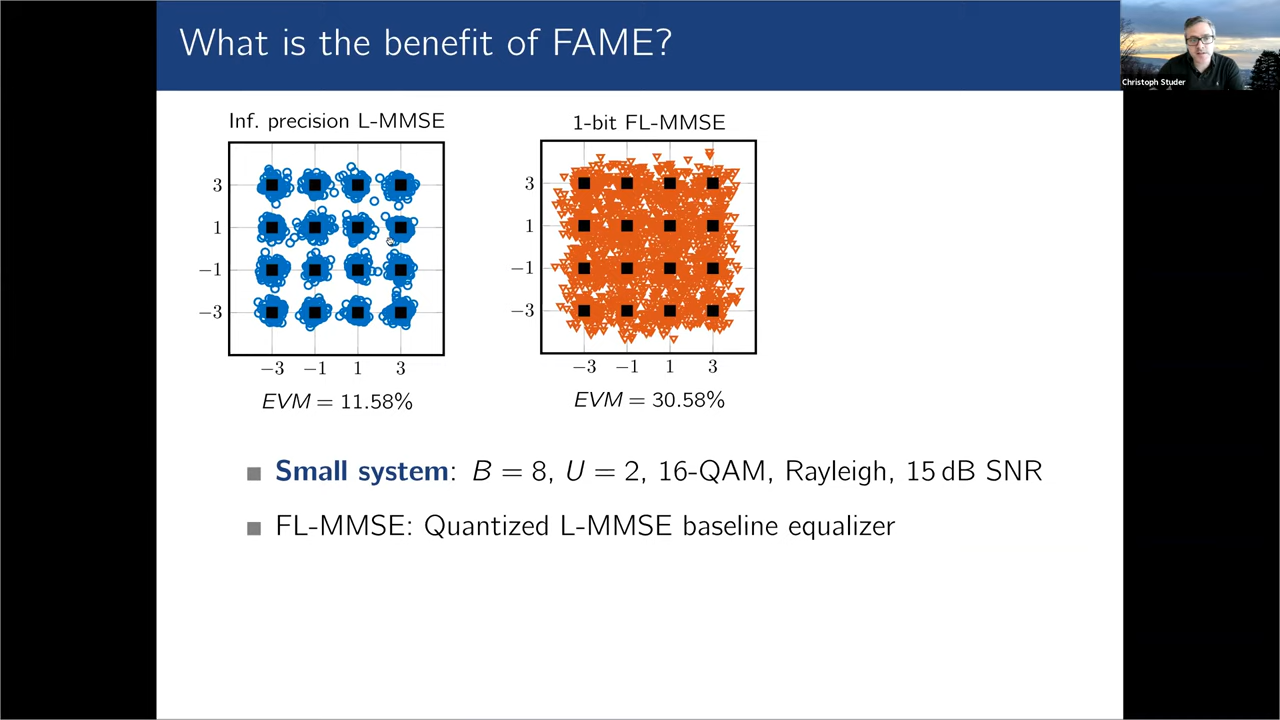 What is the benefit of FAME?
Christoph Studer
Inf. precision L-MMSE
3
1
−1
−3
−3 −1 1 3
EVM = 11.58%
1-bit FL-MMSE
3
1
−1
−3
−3 −1 1 3
EVM = 30.58%
Small system: B = 8, U = 2, 16-QAM, Rayleigh, 15 dB SNR
FL-MMSE: Quantized L-MMSE baseline equalizer